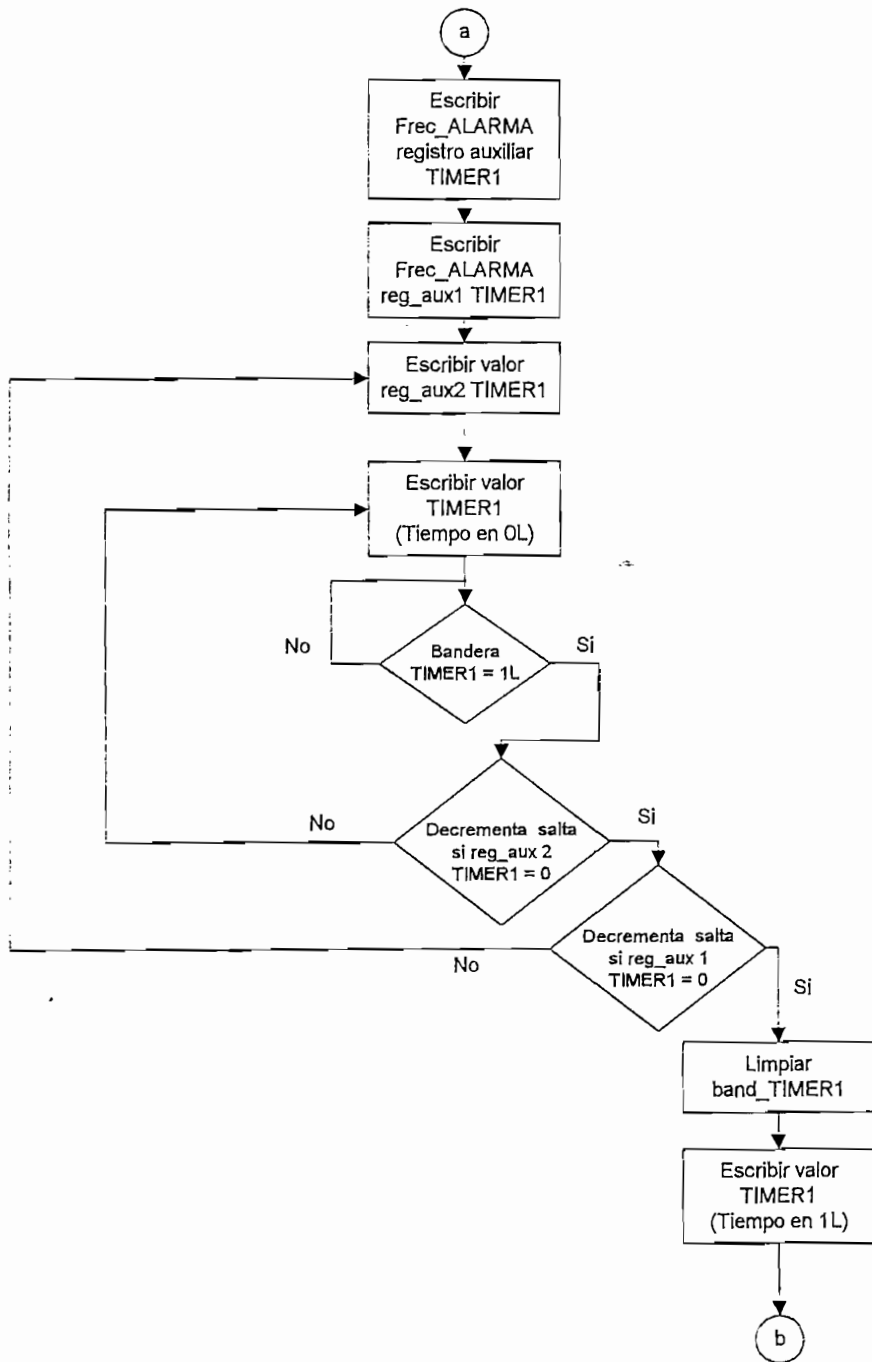 a
Escribir
Frec_ALARMA
registro auxiliar
TIMER1
Escribir
Frec_ALARMA
reg_aux1 TIMER1
Escribir valor
reg_aux2 TIMER1
Escribir valor
TIMER1
(Tiempo en 0L)
No
Bandera
TIMER1 = 1L
Si
No
Decrementa salta
si reg_aux 2
TIMER1 = 0
Si
No
Decrementa salta
si reg_aux 1
TIMER1 = 0
Si
Limpiar
band_TIMER1
Escribir valor
TIMER1
(Tiempo en 1L)
b